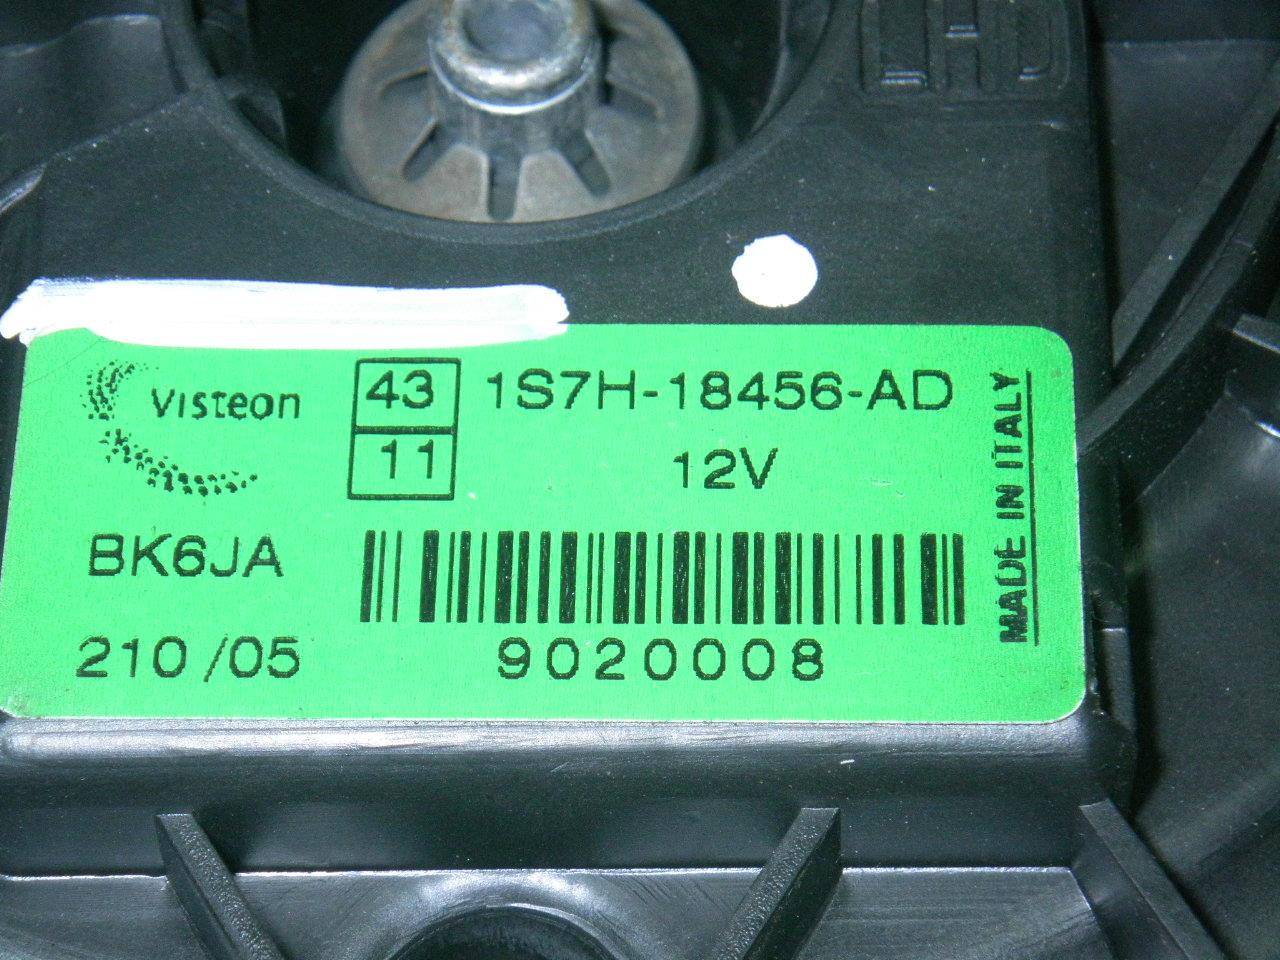 LHD
Visteon
43
11
1S7H-18456-AD
12V
MADE IN ITALY
BK6JA
210 /05
9020008